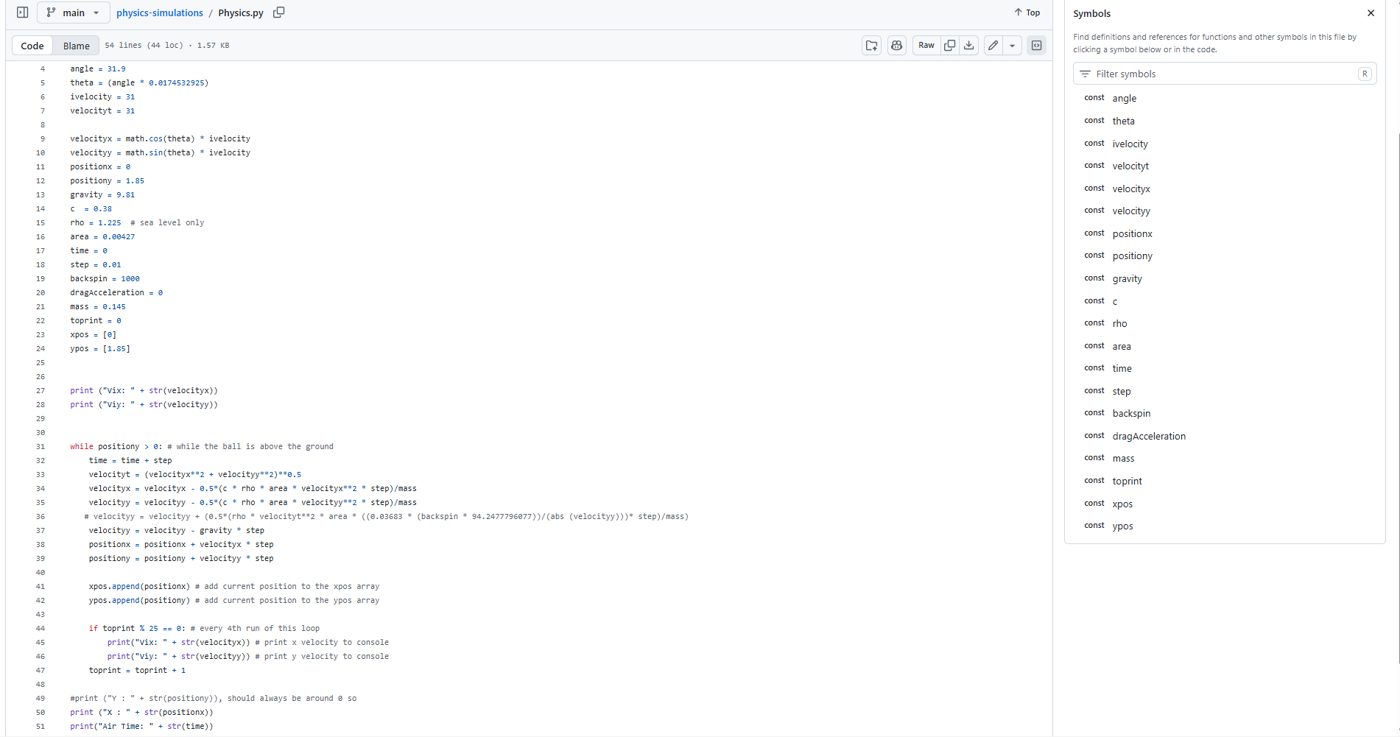 main
physics-simulations / Physics.py
Top
Code Blame 54 lines (44 loc) · 1.57 KB
Raw
4 angle = 31.9
5 theta = (angle * 0.0174532925)
6 ivelocity = 31
7 velocityt = 31
8
9 velocityx = math.cos(theta) * ivelocity
10 velocityy = math.sin(theta) * ivelocity
11 positionx = 0
12 positiony = 1.85
13 gravity = 9.81
14 c  = 0.38
15 rho = 1.225  # sea level only
16 area = 0.00427
17 time = 0
18 step = 0.01
19 backspin = 1000
20 dragAcceleration = 0
21 mass = 0.145
22 toprint = 0
23 xpos = [0]
24 ypos = [1.85]
25
26
27 print ("Vix: " + str(velocityx))
28 print ("Viy: " + str(velocityy))
29
30
31 while positiony > 0: # while the ball is above the ground
32     time = time + step
33     velocityt = (velocityx**2 + velocityy**2)**0.5
34     velocityx = velocityx - 0.5*(c * rho * area * velocityx**2 * step)/mass
35     velocityy = velocityy - 0.5*(c * rho * area * velocityy**2 * step)/mass
36    # velocityy = velocityy + (0.5*(rho * velocityt**2 * area * ((0.03683 * (backspin * 94.2477796077))/(abs (velocityy)))* step)/mass)
37     velocityy = velocityy - gravity * step
38     positionx = positionx + velocityx * step
39     positiony = positiony + velocityy * step
40
41     xpos.append(positionx) # add current position to the xpos array
42     ypos.append(positiony) # add current position to the ypos array
43
44     if toprint % 25 == 0: # every 4th run of this loop
45         print("Vix: " + str(velocityx)) # print x velocity to console
46         print("Viy: " + str(velocityy)) # print y velocity to console
47     toprint = toprint + 1
48
49 #print ("Y : " + str(positiony)), should always be around 0 so
50 print ("X : " + str(positionx))
51 print("Air Time: " + str(time))
Symbols
Find definitions and references for functions and other symbols in this file by
clicking a symbol below or in the code.
Filter symbols R
const angle
const theta
const ivelocity
const velocityt
const velocityx
const velocityy
const positionx
const positiony
const gravity
const c
const rho
const area
const time
const step
const backspin
const dragAcceleration
const mass
const toprint
const xpos
const ypos